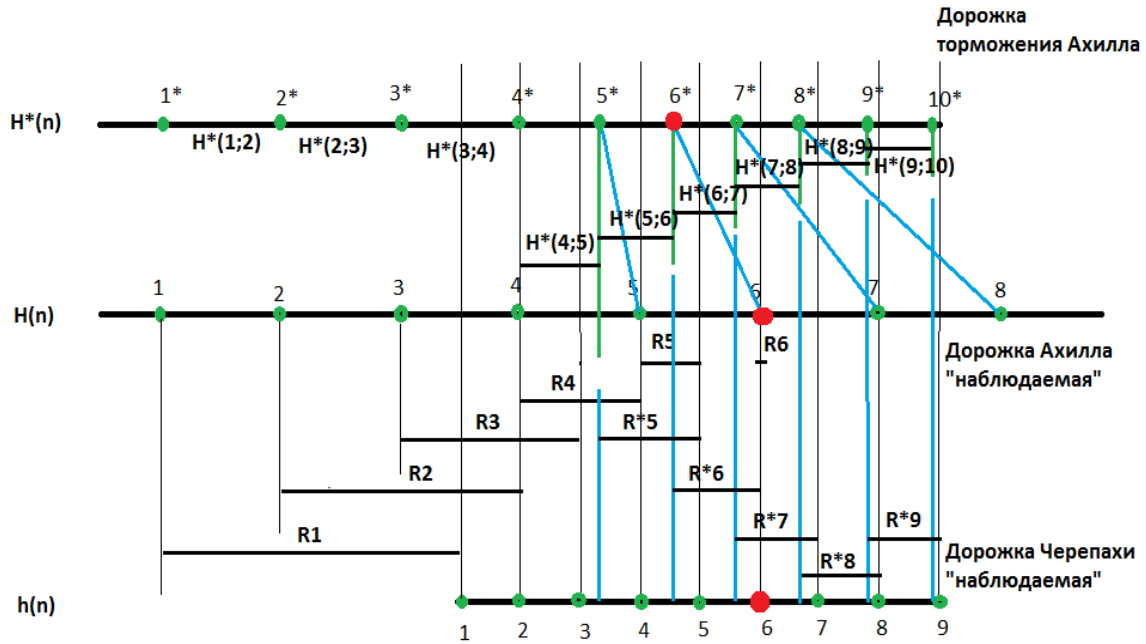 Дорожка
торможения Ахилла
1* 2* 3* 4* 5* 6* 7* 8* 9* 10*
H*(n)
H*(1;2) H*(2;3) H*(3;4) H*(8;9)
H*(7;8) H*(9;10)
H*(6;7)
H*(5;6)
H*(4;5)
1 2 3 4 5 6 7 8
H(n)
R5 R6
Дорожка Ахилла
"наблюдаемая"
R4
R3 R*5
R2 R*6
R1 R*7 R*9
R*8
Дорожка Черепахи
"наблюдаемая"
h(n)
1 2 3 4 5 6 7 8 9